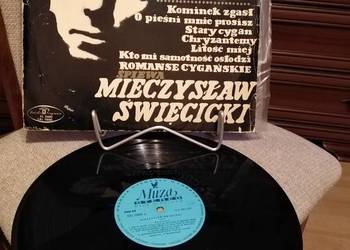 Kominek zgasł
O pieśni mnie prosisz
Stary cygan
Chryzantemy
Litość miej
Kto mi samotność osłodzi
ROMANSE CYGAŃSKIE
ŚPIEWA
MIECZYSŁAW
ŚWIĘCICKI
Muza
STEREO